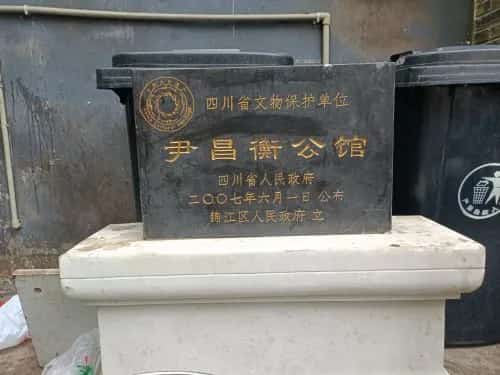 四川省文物保护单位
尹昌衡公馆
四川省人民政府
二〇〇七年六月一日 公布
锦江区人民政府 立